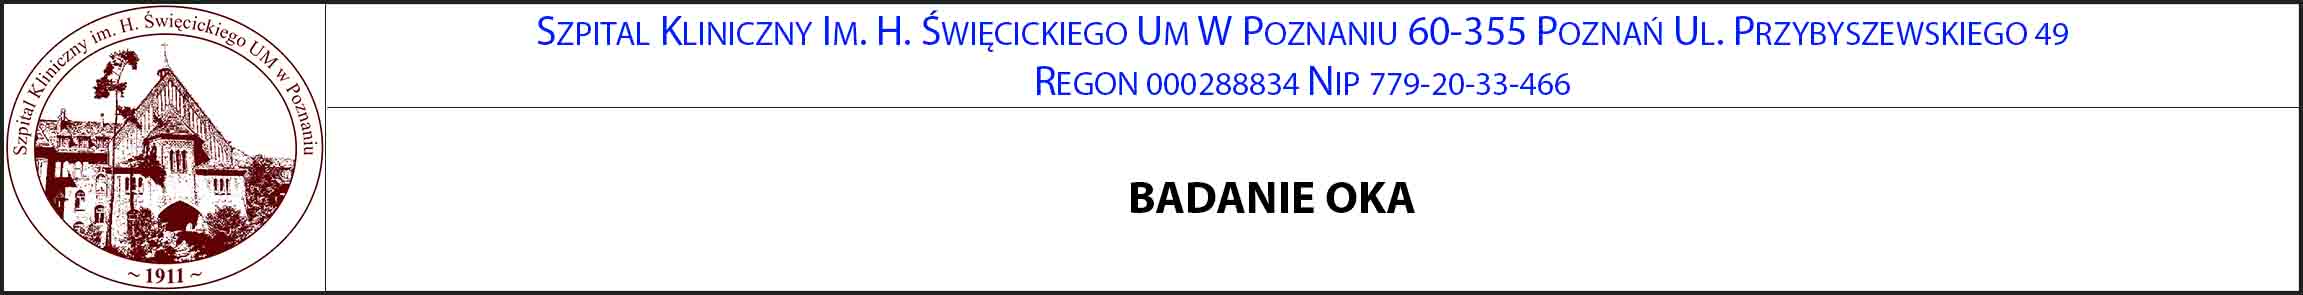 Szpital Kliniczny im. H. Święcickiego UM w Poznaniu
~ 1911 ~
SZPITAL KLINICZNY IM. H. ŚWIĘCICKIEGO UM W POZNANIU 60-355 POZNAŃ UL. PRZYBYSZEWSKIEGO 49
REGON 000288834 NIP 779-20-33-466
BADANIE OKA